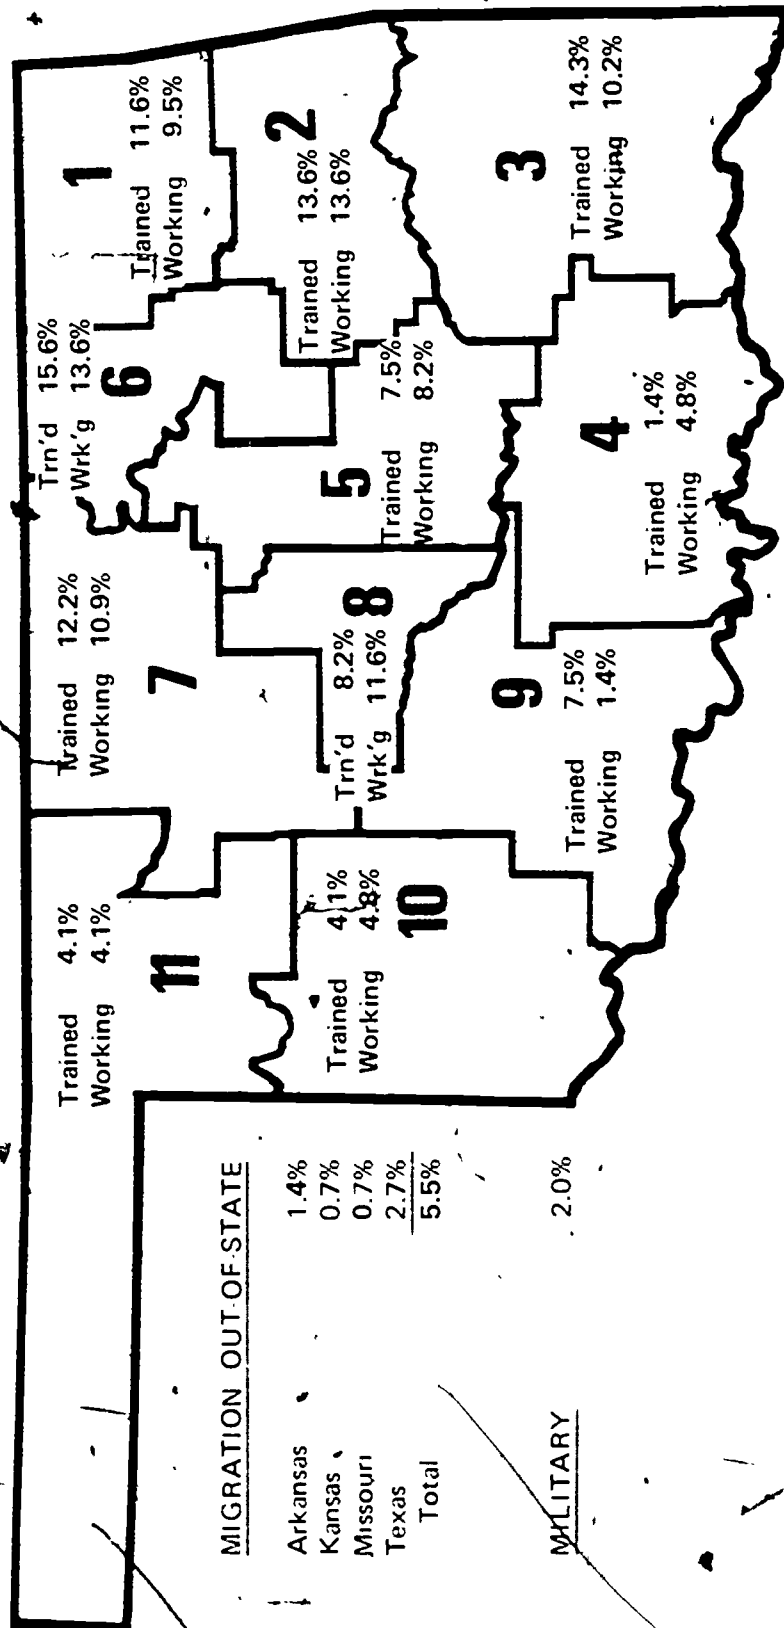 11
Trained 4.1%
Working 4.1%
7
Trained 12.2%
Working 10.9%
6
Trn'd 15.6%
Wrk'g 13.6%
1
Trained 11.6%
Working 9.5%
10
Trained 4.1%
Working 4.8%
8
Trn'd 8.2%
Wrk'g 11.6%
5
Trained 7.5%
Working 8.2%
2
Trained 13.6%
Working 13.6%
9
Trained 7.5%
Working 1.4%
4
Trained 1.4%
Working 4.8%
3
Trained 14.3%
Working 10.2%
MIGRATION OUT-OF-STATE
Arkansas 1.4%
Kansas 0.7%
Missouri 0.7%
Texas 2.7%
Total 5.5%
MILITARY 2.0%